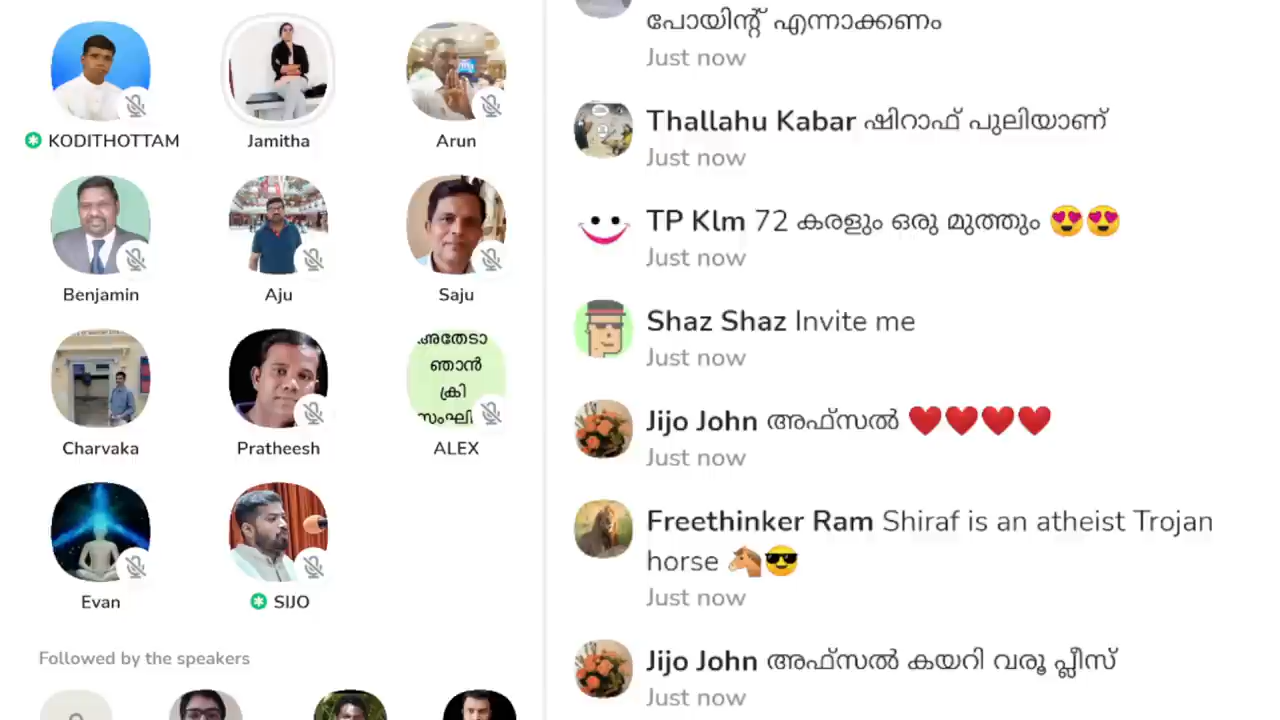 KODITHOTTAM
Jamitha
Arun
Benjamin
Aju
Saju
Charvaka
Pratheesh
അതേടാ
ഞാൻ
ക്രി
സംഘി
ALEX
Evan
SIJO
Followed by the speakers
പോയിന്റ് എന്നാക്കണം
Just now
Thallahu Kabar ഷിറാഫ് പുലിയാണ്
Just now
TP Klm 72 കരളും ഒരു മുത്തും 😍😍
Just now
Shaz Shaz Invite me
Just now
Jijo John അഫ്സൽ ❤️❤️❤️❤️
Just now
Freethinker Ram Shiraf is an atheist Trojan
horse 🐴😎
Just now
Jijo John അഫ്സൽ കയറി വരൂ പ്ലീസ്
Just now